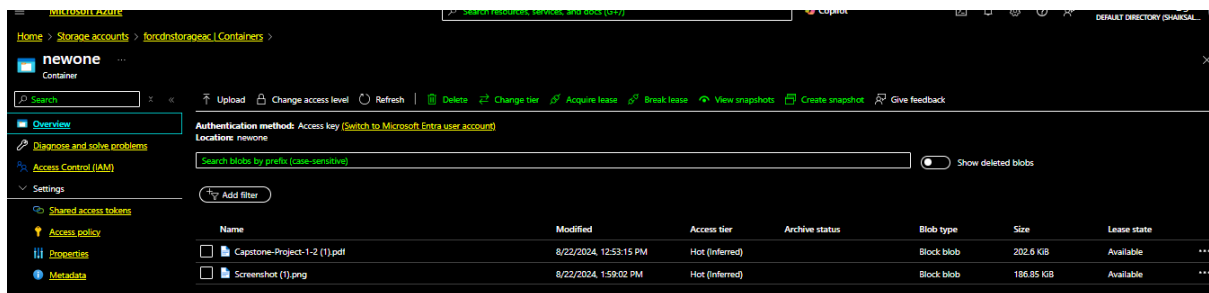 Microsoft Azure
Search resources, services, and docs (G+/)
Copilot
DEFAULT DIRECTORY (SHAIKSAL...
Home > Storage accounts > forcdnstorageac | Containers >
newone ...
Container
Search
Upload Change access level Refresh Delete Change tier Acquire lease Break lease View snapshots Create snapshot Give feedback
Overview
Diagnose and solve problems
Access Control (IAM)
Settings
Shared access tokens
Access policy
Properties
Metadata
Authentication method: Access key (Switch to Microsoft Entra user account)
Location: newone
Search blobs by prefix (case-sensitive)
Show deleted blobs
Add filter
Name Modified Access tier Archive status Blob type Size Lease state
Capstone-Project-1-2 (1).pdf 8/22/2024, 12:53:15 PM Hot (Inferred) Block blob 202.6 KiB Available ...
Screenshot (1).png 8/22/2024, 1:59:02 PM Hot (Inferred) Block blob 186.85 KiB Available ...